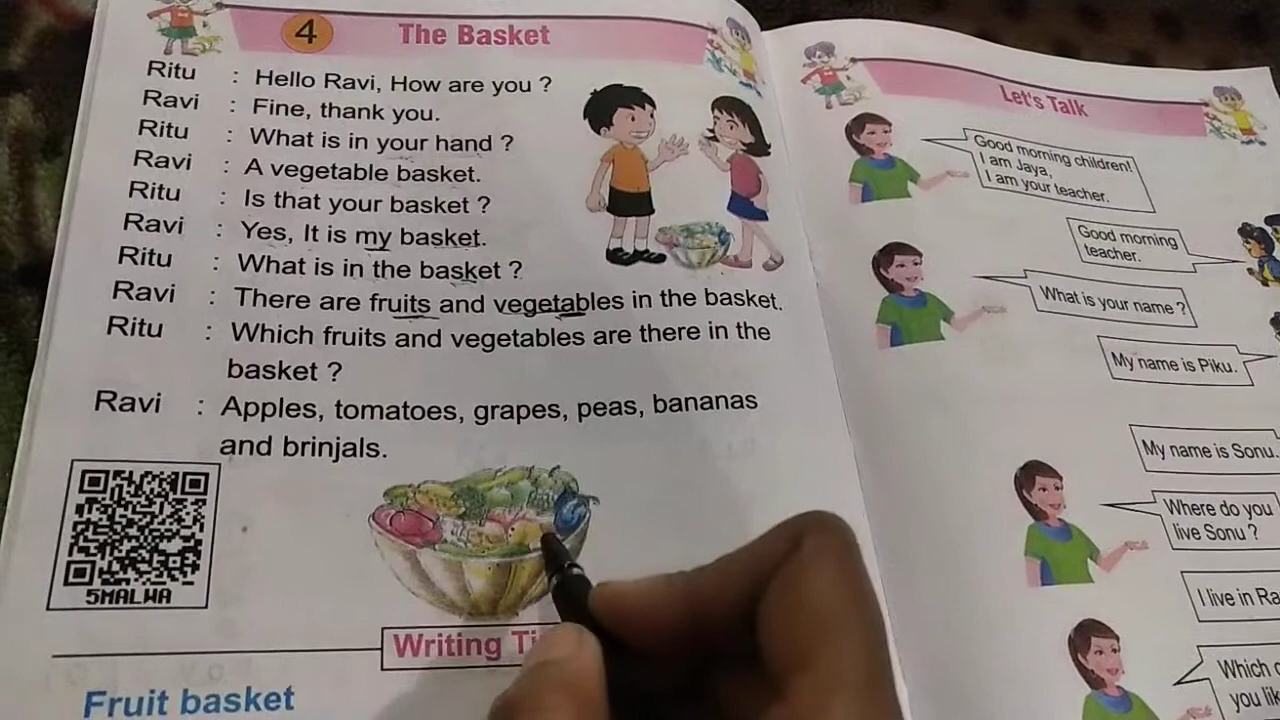 4 The Basket
Ritu : Hello Ravi, How are you ?
Ravi : Fine, thank you.
Ritu : What is in your hand ?
Ravi : A vegetable basket.
Ritu : Is that your basket ?
Ravi : Yes, It is my basket.
Ritu : What is in the basket ?
Ravi : There are fruits and vegetables in the basket.
Ritu : Which fruits and vegetables are there in the
basket ?
Ravi : Apples, tomatoes, grapes, peas, bananas
and brinjals.
5MALWA
Writing
Fruit basket
Let's Talk
Good morning children!
I am Jaya,
I am your teacher.
Good morning
teacher.
What is your name ?
My name is Piku.
My name is Sonu.
Where do you
live Sonu ?
I live in
Which
you